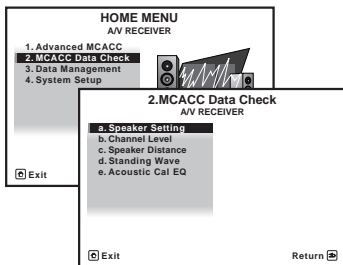 HOME MENU
A/V RECEIVER
1. Advanced MCACC
2. MCACC Data Check
3. Data Management
4. System Setup
Exit
2.MCACC Data Check
A/V RECEIVER
a. Speaker Setting
b. Channel Level
c. Speaker Distance
d. Standing Wave
e. Acoustic Cal EQ
Exit
Return